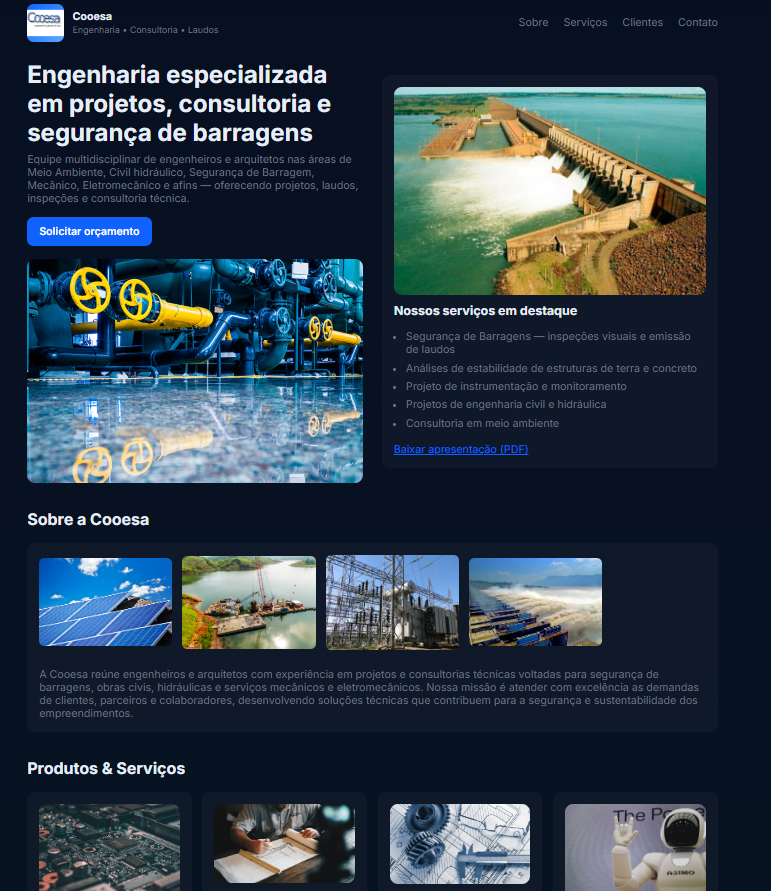 Cooesa
Cooesa
Engenharia • Consultoria • Laudos
Sobre Serviços Clientes Contato
Engenharia especializada
em projetos, consultoria e
segurança de barragens
Equipe multidisciplinar de engenheiros e arquitetos nas áreas de
Meio Ambiente, Civil hidráulico, Segurança de Barragem,
Mecânico, Eletromecânico e afins — oferecendo projetos, laudos,
inspeções e consultoria técnica.
Solicitar orçamento
Nossos serviços em destaque
• Segurança de Barragens — inspeções visuais e emissão
de laudos
• Análises de estabilidade de estruturas de terra e concreto
• Projeto de instrumentação e monitoramento
• Projetos de engenharia civil e hidráulica
• Consultoria em meio ambiente
Baixar apresentação (PDF)
Sobre a Cooesa
A Cooesa reúne engenheiros e arquitetos com experiência em projetos e consultorias técnicas voltadas para segurança de
barragens, obras civis, hidráulicas e serviços mecânicos e eletromecânicos. Nossa missão é atender com excelência as demandas
de clientes, parceiros e colaboradores, desenvolvendo soluções técnicas que contribuem para a segurança e sustentabilidade dos
empreendimentos.
Produtos & Serviços
The
ASIMO